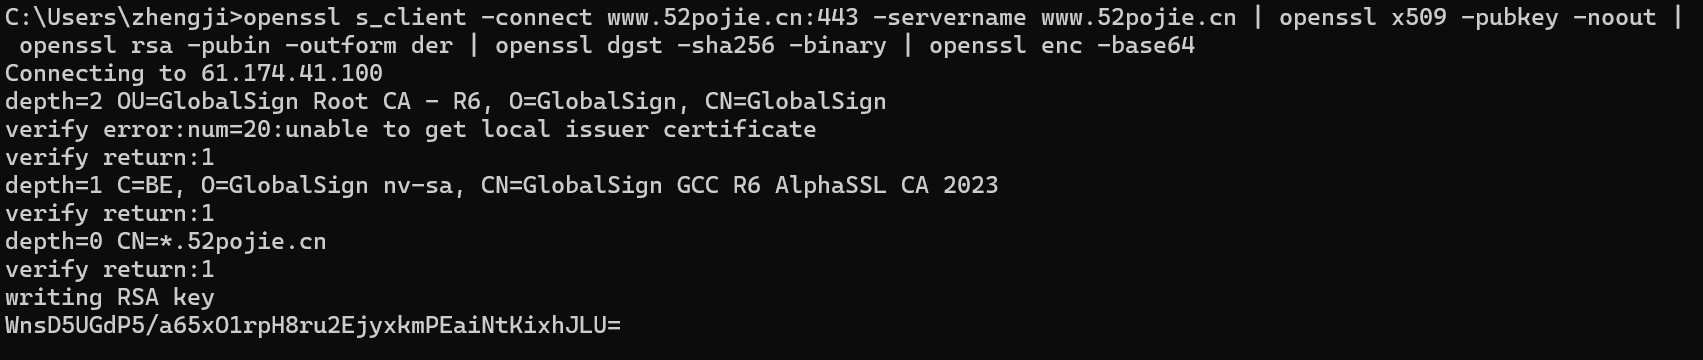 C:\Users\zhengji>openssl s_client -connect www.52pojie.cn:443 -servername www.52pojie.cn | openssl x509 -pubkey -noout |
 openssl rsa -pubin -outform der | openssl dgst -sha256 -binary | openssl enc -base64
Connecting to 61.174.41.100
depth=2 OU=GlobalSign Root CA - R6, O=GlobalSign, CN=GlobalSign
verify error:num=20:unable to get local issuer certificate
verify return:1
depth=1 C=BE, O=GlobalSign nv-sa, CN=GlobalSign GCC R6 AlphaSSL CA 2023
verify return:1
depth=0 CN=*.52pojie.cn
verify return:1
writing RSA key
WnsD5UGdP5/a65xO1rpH8ru2EjyxkmPEaiNtKixhJLU=